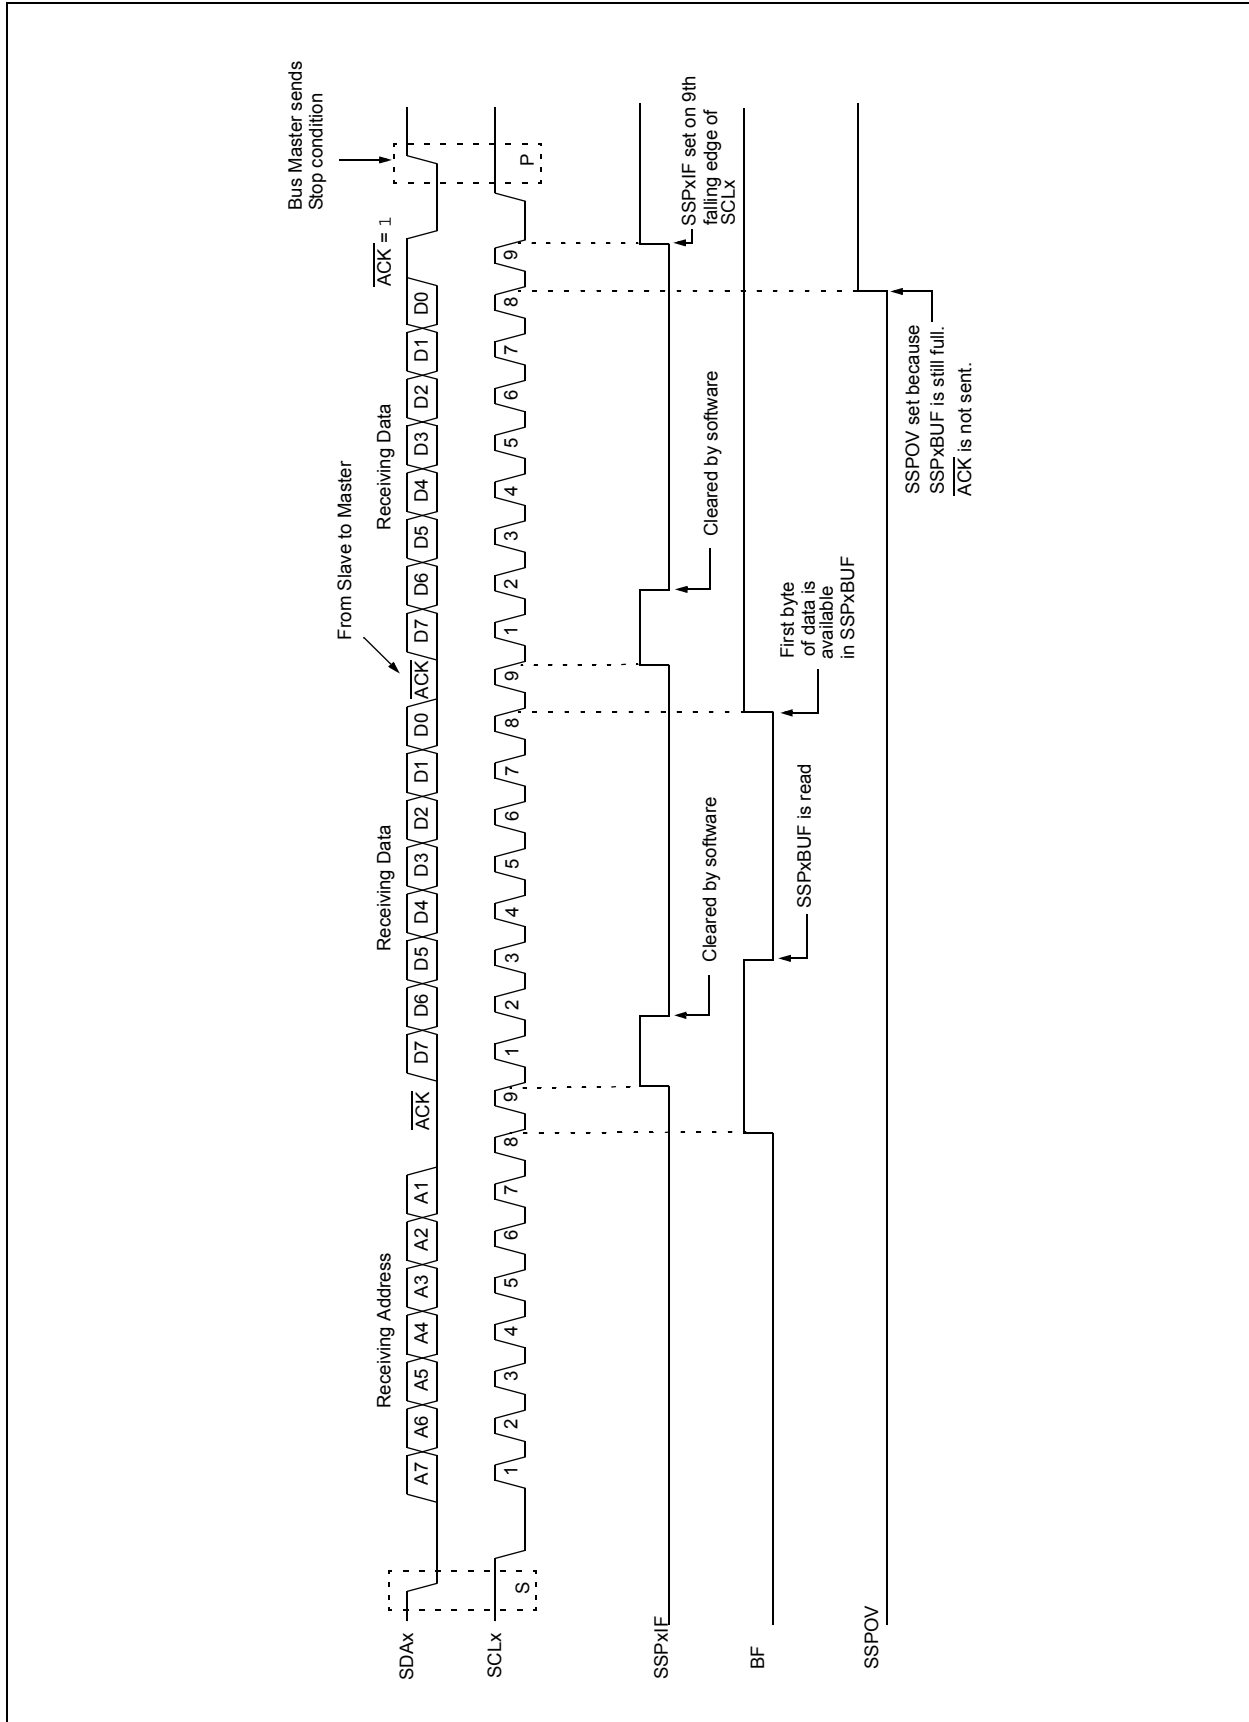 Bus Master sends
Stop condition
From Slave to Master
Receiving Address
Receiving Data
Receiving Data
ACK = 1
SDAx
A7 A6 A5 A4 A3 A2 A1
ACK
D7 D6 D5 D4 D3 D2 D1 D0
ACK
D7 D6 D5 D4 D3 D2 D1 D0
SCLx
S
1 2 3 4 5 6 7 8 9
1 2 3 4 5 6 7 8 9
1 2 3 4 5 6 7 8 9
P
SSPxIF
Cleared by software
Cleared by software
SSPxIF set on 9th
falling edge of
SCLx
BF
SSPxBUF is read
First byte
of data is
available
in SSPxBUF
SSPOV
SSPOV set because
SSPxBUF is still full.
ACK is not sent.